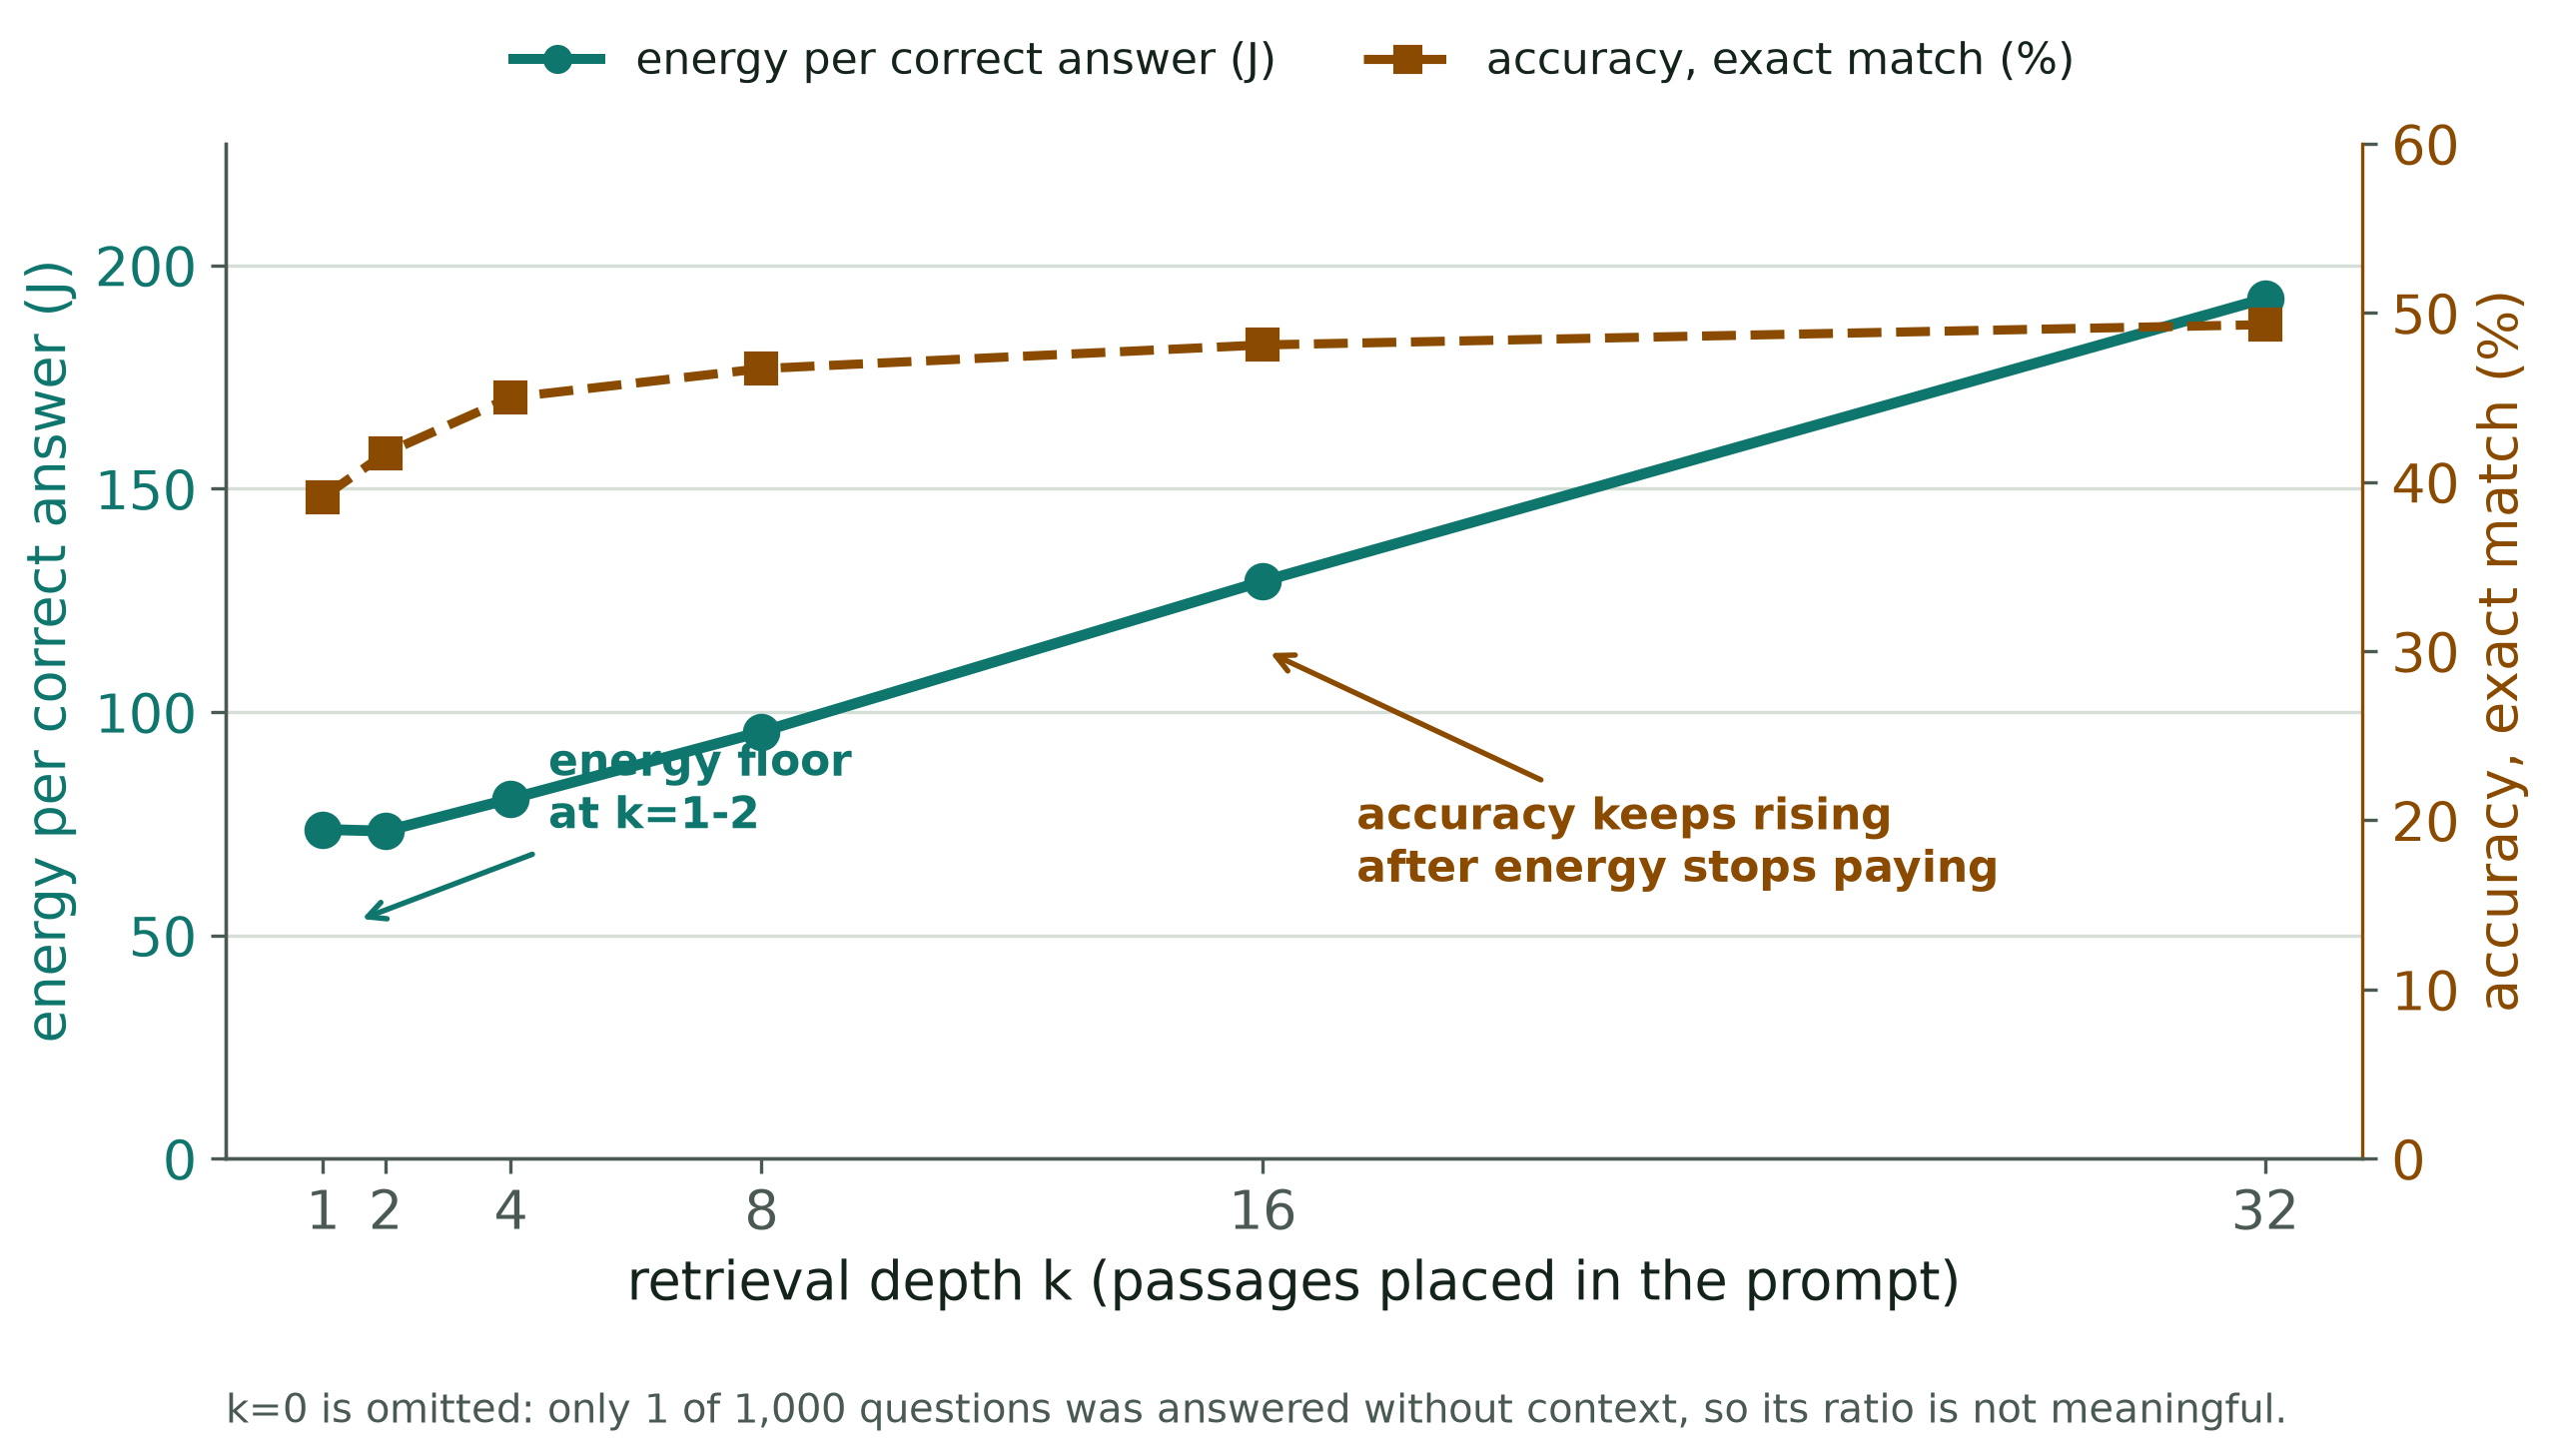 energy per correct answer (J)
accuracy, exact match (%)
energy per correct answer (J)
200
150
100
50
0
60
50
40
30
20
10
0
accuracy, exact match (%)
energy floor
at k=1-2
accuracy keeps rising
after energy stops paying
1 2 4 8 16 32
retrieval depth k (passages placed in the prompt)
k=0 is omitted: only 1 of 1,000 questions was answered without context, so its ratio is not meaningful.